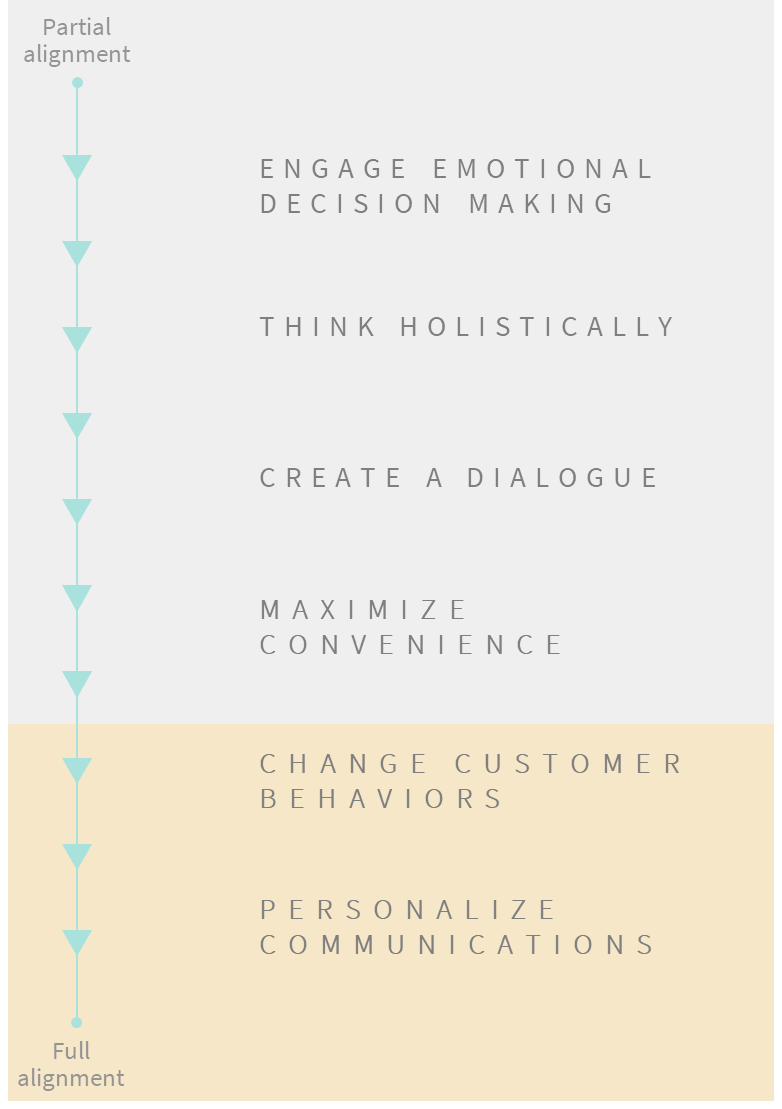 Partial
alignment
ENGAGE EMOTIONAL
DECISION MAKING
THINK HOLISTICALLY
CREATE A DIALOGUE
MAXIMIZE
CONVENIENCE
CHANGE CUSTOMER
BEHAVIORS
PERSONALIZE
COMMUNICATIONS
Full
alignment